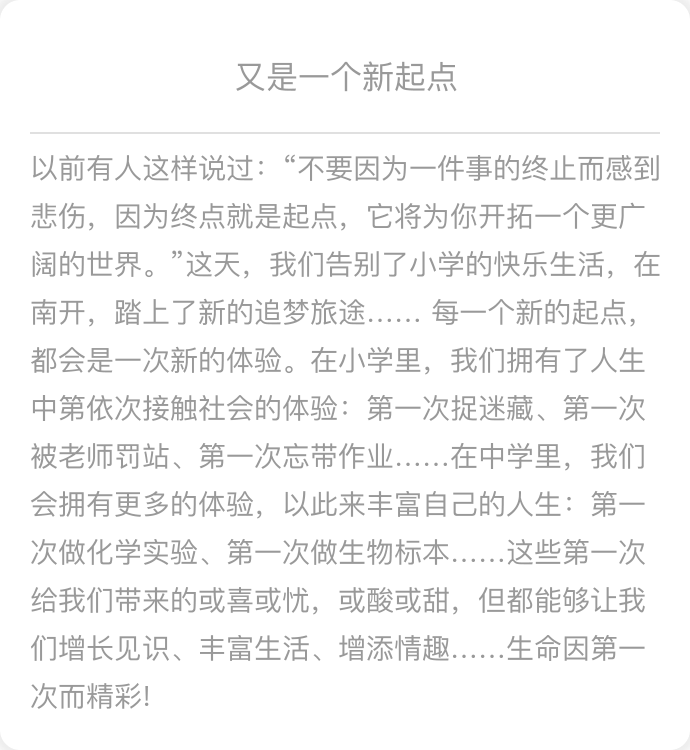 又是一个新起点
以前有人这样说过：“不要因为一件事的终止而感到
悲伤，因为终点就是起点，它将为你开拓一个更广
阔的世界。”这天，我们告别了小学的快乐生活，在
南开，踏上了新的追梦旅途…… 每一个新的起点，
都会是一次新的体验。在小学里，我们拥有了人生
中第依次接触社会的体验：第一次捉迷藏、第一次
被老师罚站、第一次忘带作业……在中学里，我们
会拥有更多的体验，以此来丰富自己的人生：第一
次做化学实验、第一次做生物标本……这些第一次
给我们带来的或喜或忧，或酸或甜，但都能够让我
们增长见识、丰富生活、增添情趣……生命因第一
次而精彩!